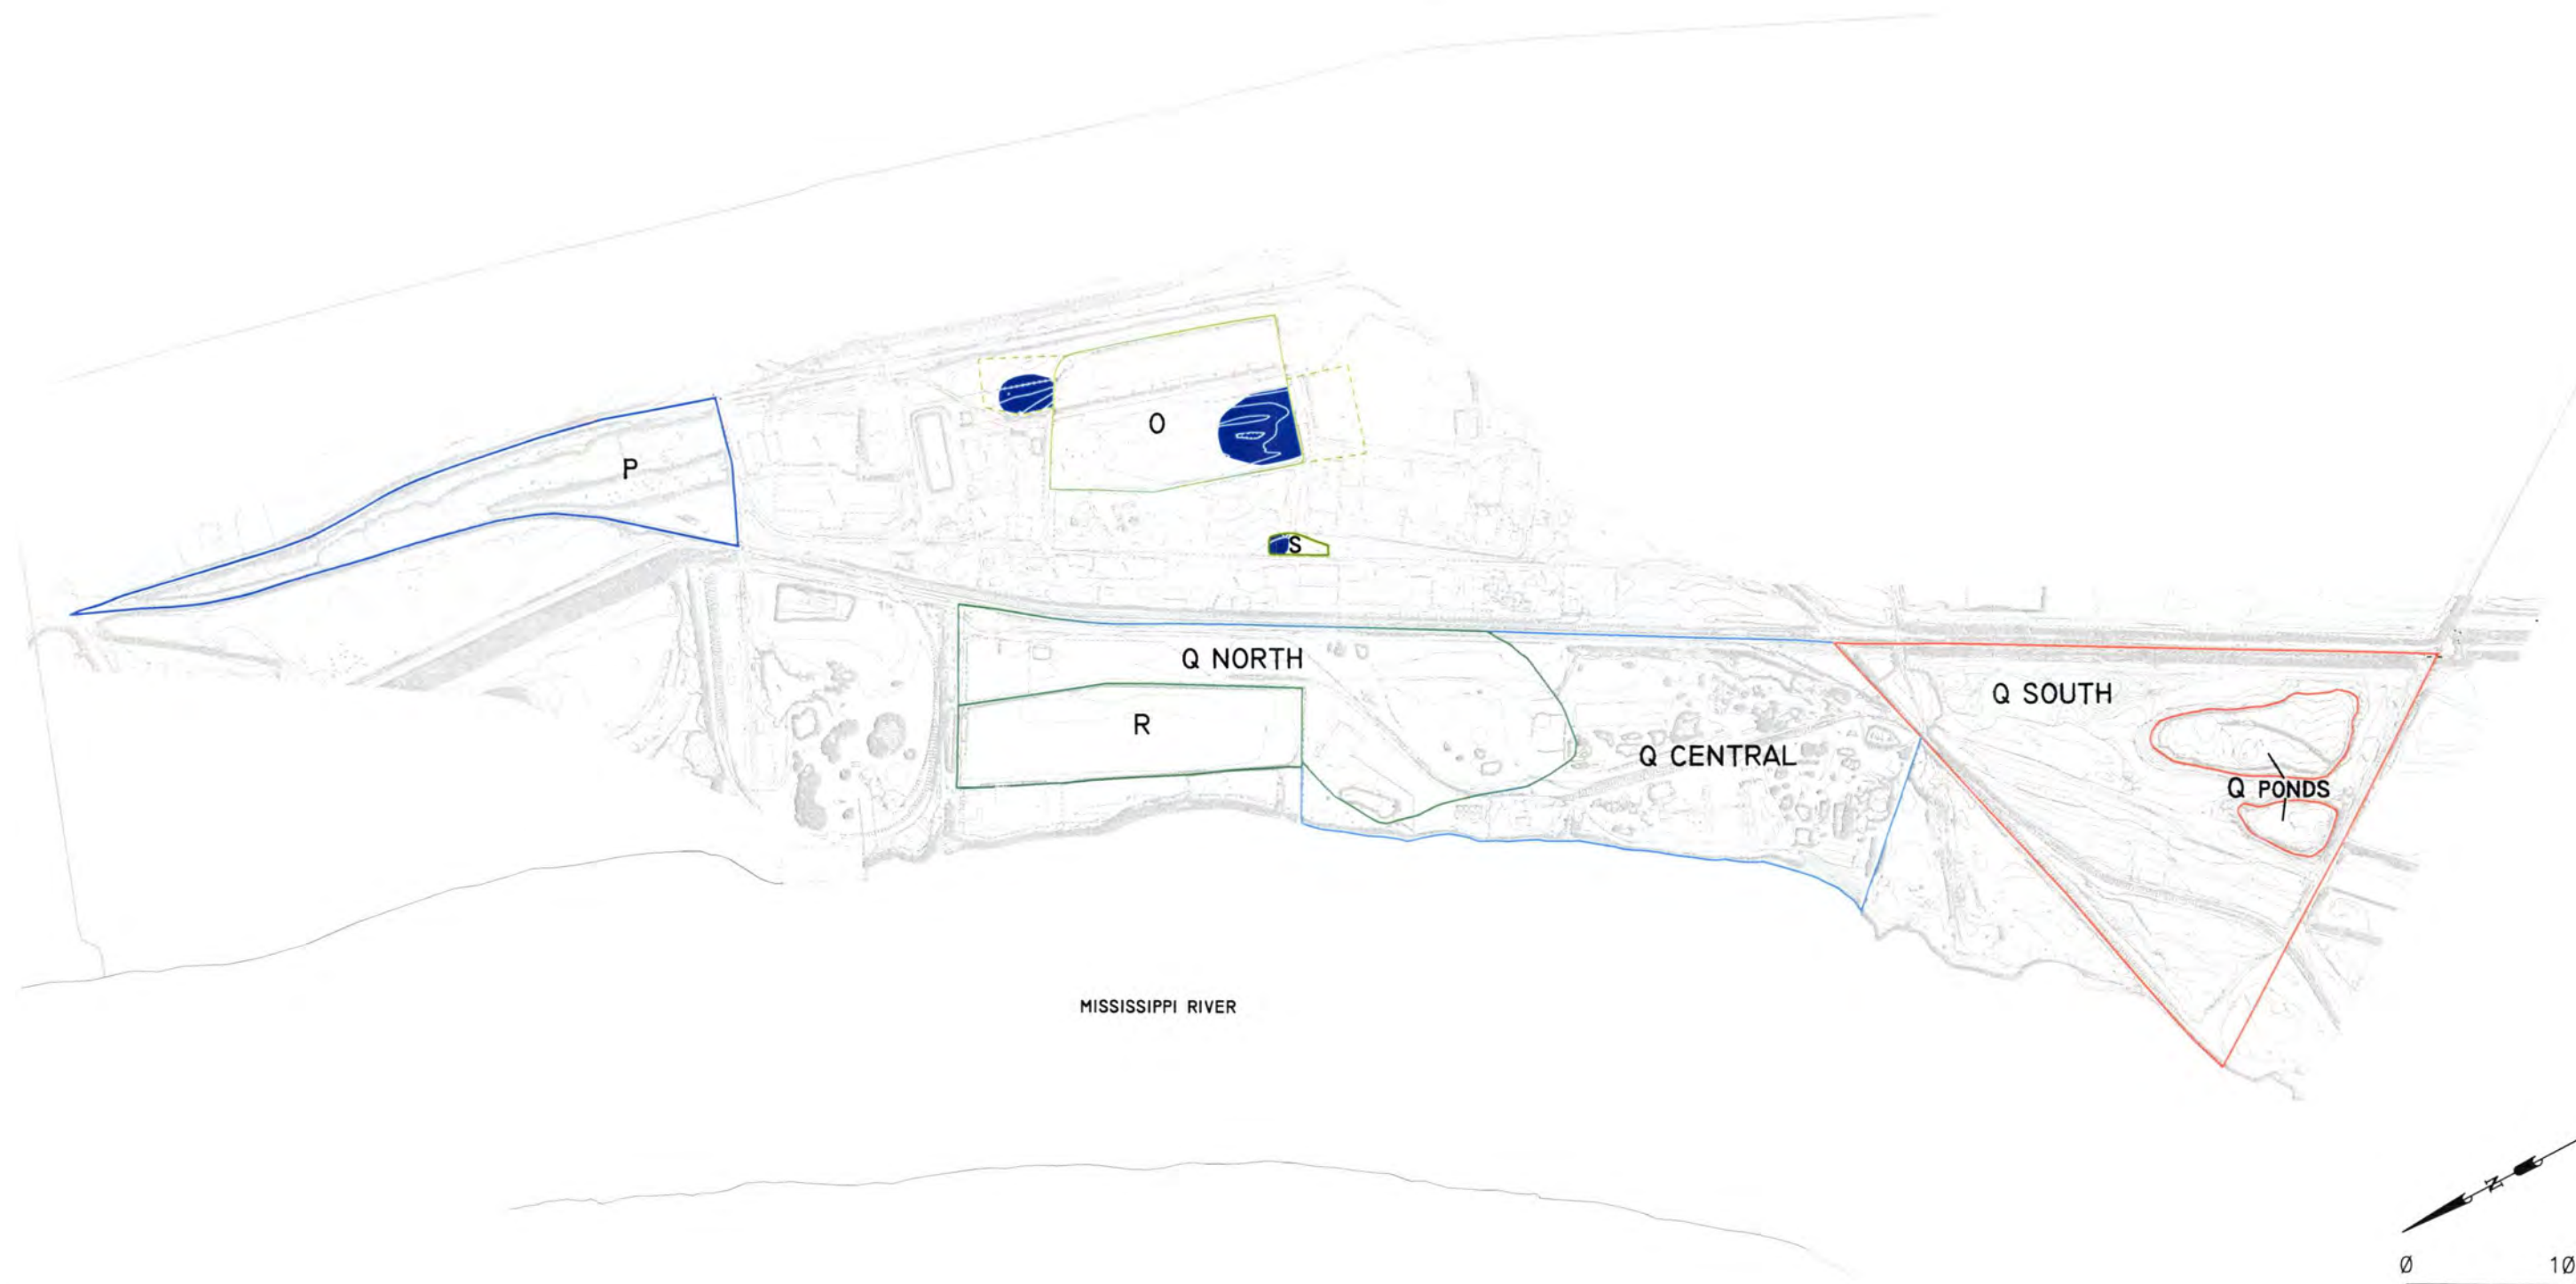 O
P
S
Q NORTH
Q SOUTH
R
Q CENTRAL
Q PONDS
MISSISSIPPI RIVER
N
Ø 1Ø